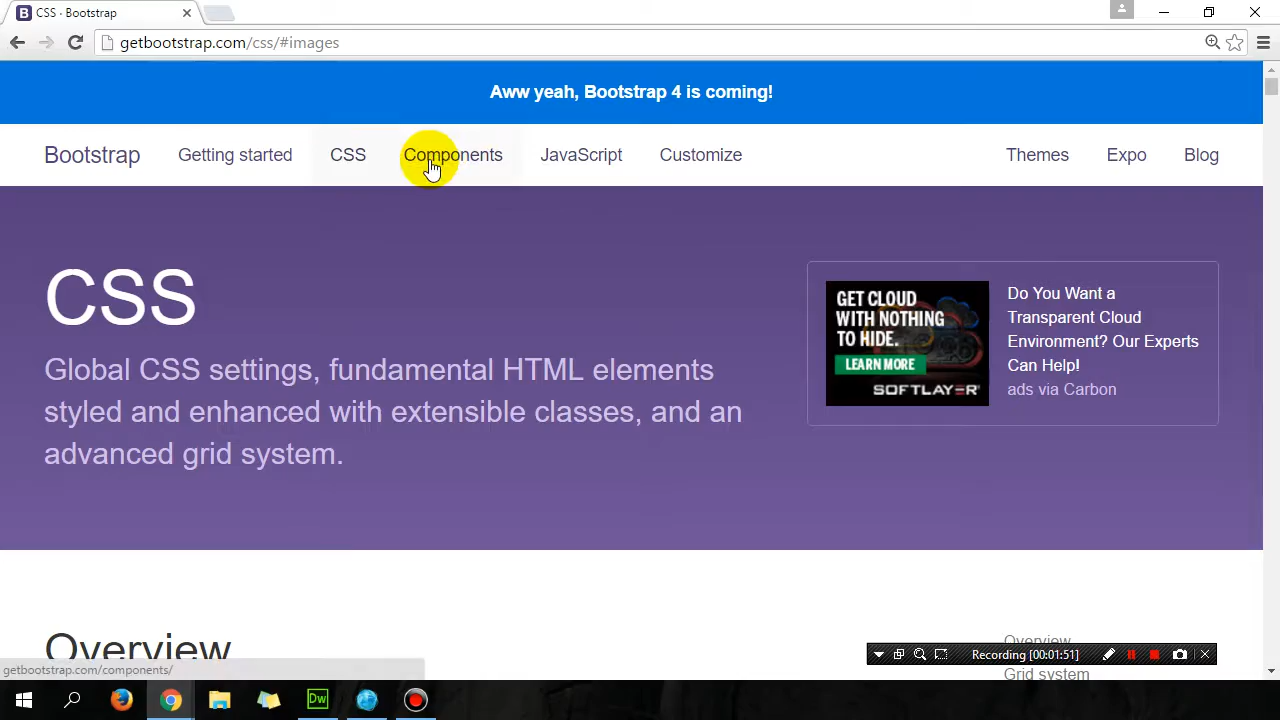 CSS · Bootstrap
getbootstrap.com/css/#images
Aww yeah, Bootstrap 4 is coming!
Bootstrap Getting started CSS Components JavaScript Customize Themes Expo Blog
CSS
Global CSS settings, fundamental HTML elements
styled and enhanced with extensible classes, and an
advanced grid system.
GET CLOUD
WITH NOTHING
TO HIDE.
LEARN MORE
SOFTLAYER
Do You Want a
Transparent Cloud
Environment? Our Experts
Can Help!
ads via Carbon
Overview
Overview
Grid system
Recording [00:01:51]
getbootstrap.com/components/
Dw